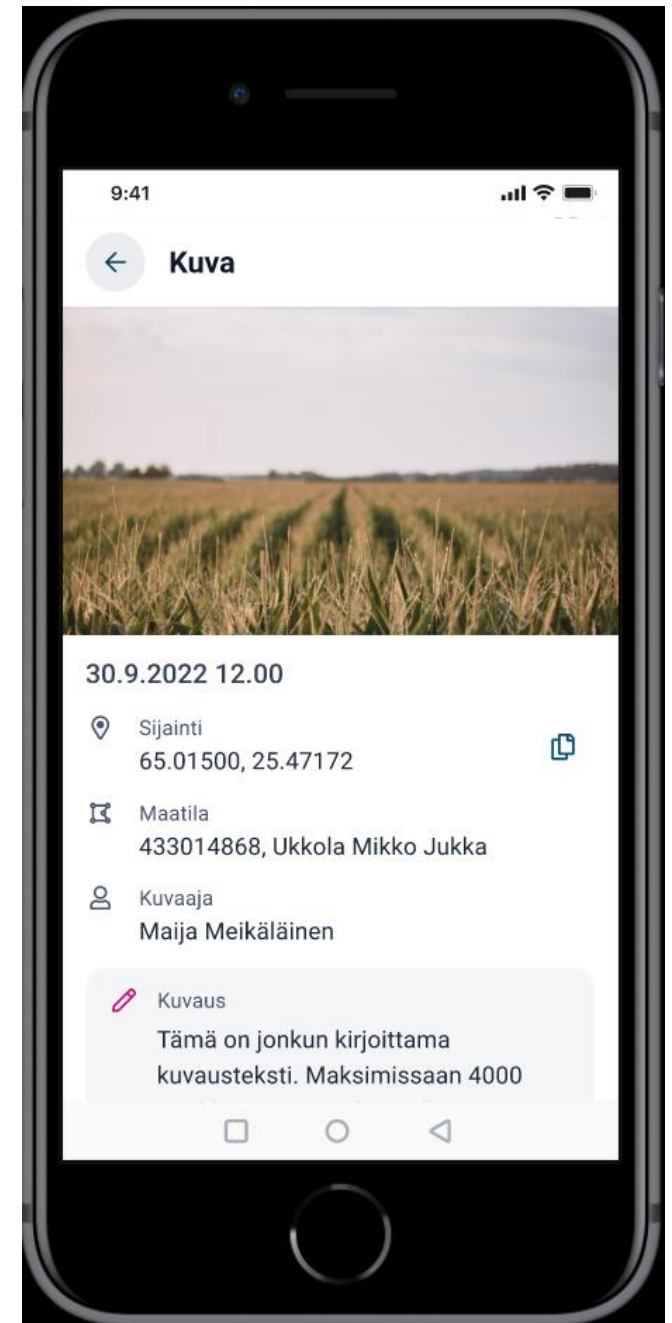 9:41
Kuva
30.9.2022 12.00
Sijainti
65.01500, 25.47172
Maatila
433014868, Ukkola Mikko Jukka
Kuvaaja
Maija Meikäläinen
Kuvaus
Tämä on jonkun kirjoittama
kuvausteksti. Maksimissaan 4000